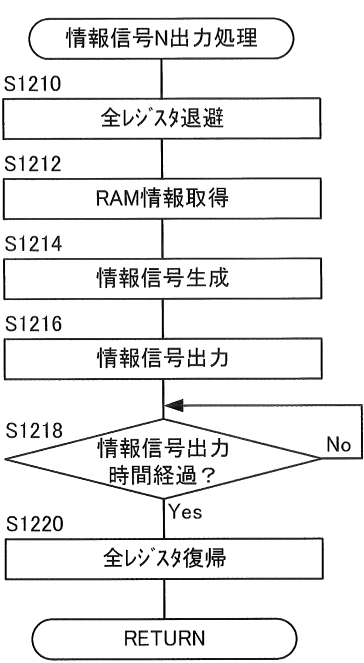 情報信号N出力処理
S1210
全ﾚｼﾞｽﾀ退避
S1212
RAM情報取得
S1214
情報信号生成
S1216
情報信号出力
S1218
情報信号出力
時間経過？
No
Yes
S1220
全ﾚｼﾞｽﾀ復帰
RETURN